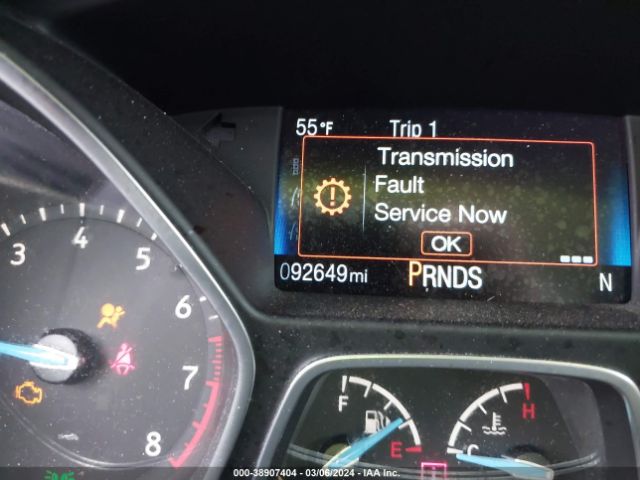 55°F Trip 1
Transmission
Fault
Service Now
OK
092649mi PRNDS N
3 4 5 6 7 8
F E
H C
000-38907404 - 03/06/2024 - IAA Inc.